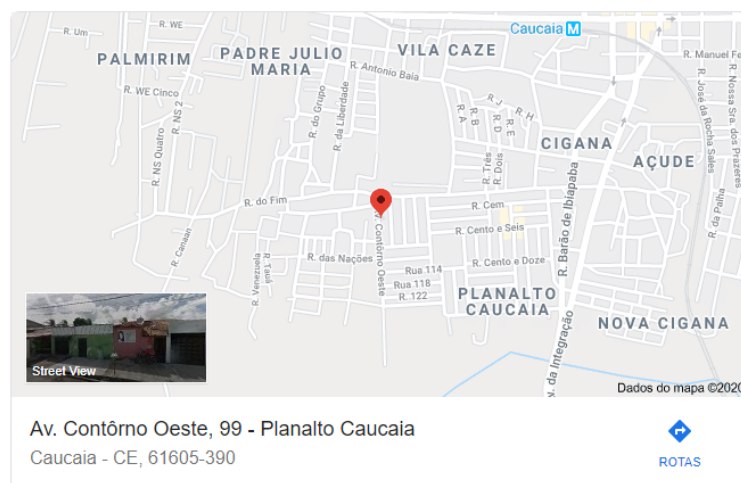 R. WE
Caucaia M
R. Um
PALMIRIM
PADRE JULIO
MARIA
VILA CAZE
R. Manuel Fe
R. Antonio Baia
R. WE Cinco
R. NS 2
R. do Grupo
R. da Liberdade
R. J
R. H
R. A
R. B
R. D
R. E
R. José da Rocha Sales
R. Nossa Sra. dos Prazeres
CIGANA
AÇUDE
R. NS Quatro
R. Três
R. Dois
R. Barão de Ibiapaba
R. da Palha
R. do Fim
R. Cem
Av. Contôrno Oeste
R. Cento e Seis
R. Canaan
R. Venezuela
R. Tauá
R. das Nações
R. Cento e Doze
Rua 114
Rua 118
R. 122
PLANALTO
CAUCAIA
NOVA CIGANA
v. da Integração
Street View
Dados do mapa ©2020
Av. Contôrno Oeste, 99 - Planalto Caucaia
Caucaia - CE, 61605-390
ROTAS